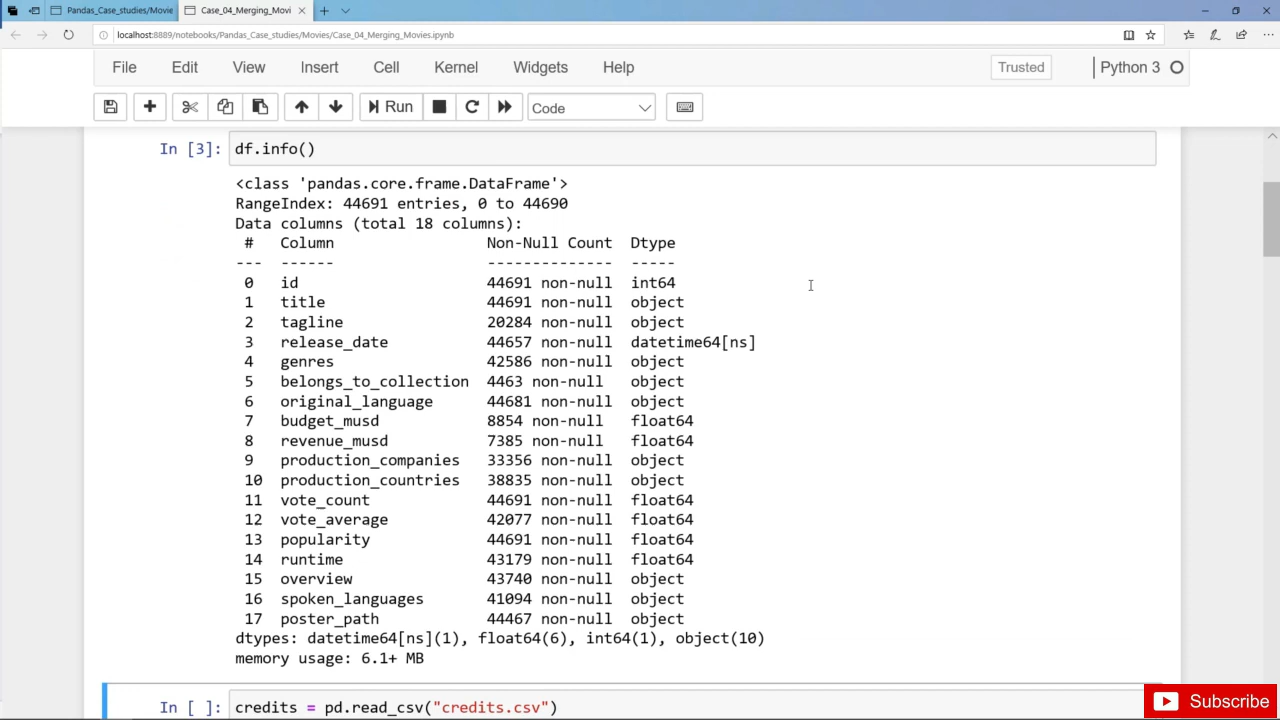 Pandas_Case_studies/Movie
Case_04_Merging_Movi
localhost:8889/notebooks/Pandas_Case_studies/Movies/Case_04_Merging_Movies.ipynb
File Edit View Insert Cell Kernel Widgets Help Trusted Python 3
Run Code
In [3]: df.info()
<class 'pandas.core.frame.DataFrame'>
RangeIndex: 44691 entries, 0 to 44690
Data columns (total 18 columns):
# Column Non-Null Count Dtype
--- ------ -------------- -----
0 id 44691 non-null int64
1 title 44691 non-null object
2 tagline 20284 non-null object
3 release_date 44657 non-null datetime64[ns]
4 genres 42586 non-null object
5 belongs_to_collection 4463 non-null object
6 original_language 44681 non-null object
7 budget_musd 8854 non-null float64
8 revenue_musd 7385 non-null float64
9 production_companies 33356 non-null object
10 production_countries 38835 non-null object
11 vote_count 44691 non-null float64
12 vote_average 42077 non-null float64
13 popularity 44691 non-null float64
14 runtime 43179 non-null float64
15 overview 43740 non-null object
16 spoken_languages 41094 non-null object
17 poster_path 44467 non-null object
dtypes: datetime64[ns](1), float64(6), int64(1), object(10)
memory usage: 6.1+ MB
In [ ]: credits = pd.read_csv("credits.csv")
Subscribe